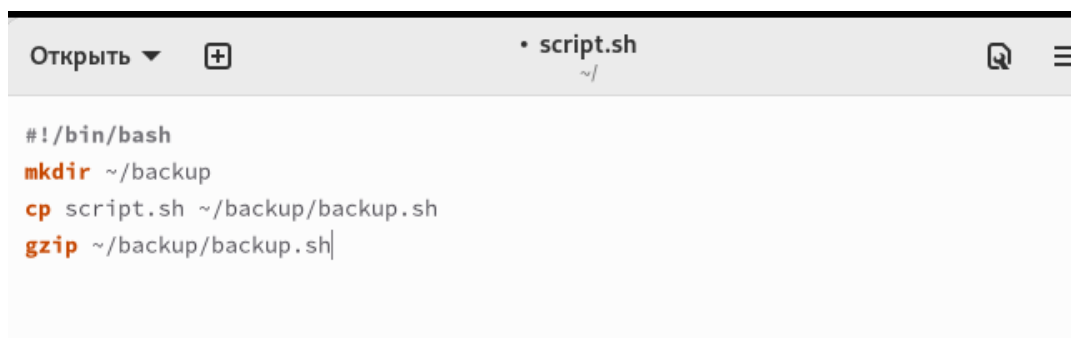 Открыть
• script.sh
~/
#!/bin/bash
mkdir ~/backup
cp script.sh ~/backup/backup.sh
gzip ~/backup/backup.sh